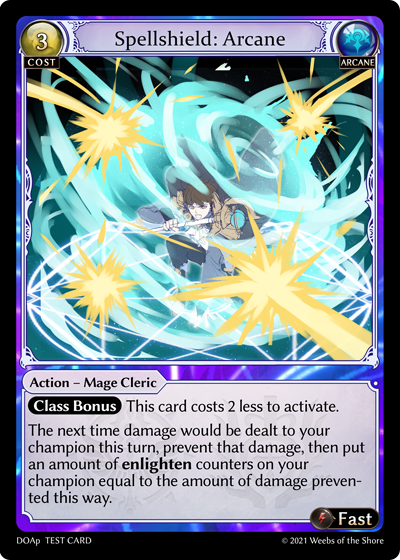 3
Spellshield: Arcane
COST
ARCANE
Action – Mage Cleric
Class Bonus This card costs 2 less to activate.
The next time damage would be dealt to
your champion this turn, prevent that damage, then put
an amount of enlighten counters on your
champion equal to the amount of damage preven-
ted this way.
Fast
DOAp TEST CARD
© 2021 Weebs of the Shore